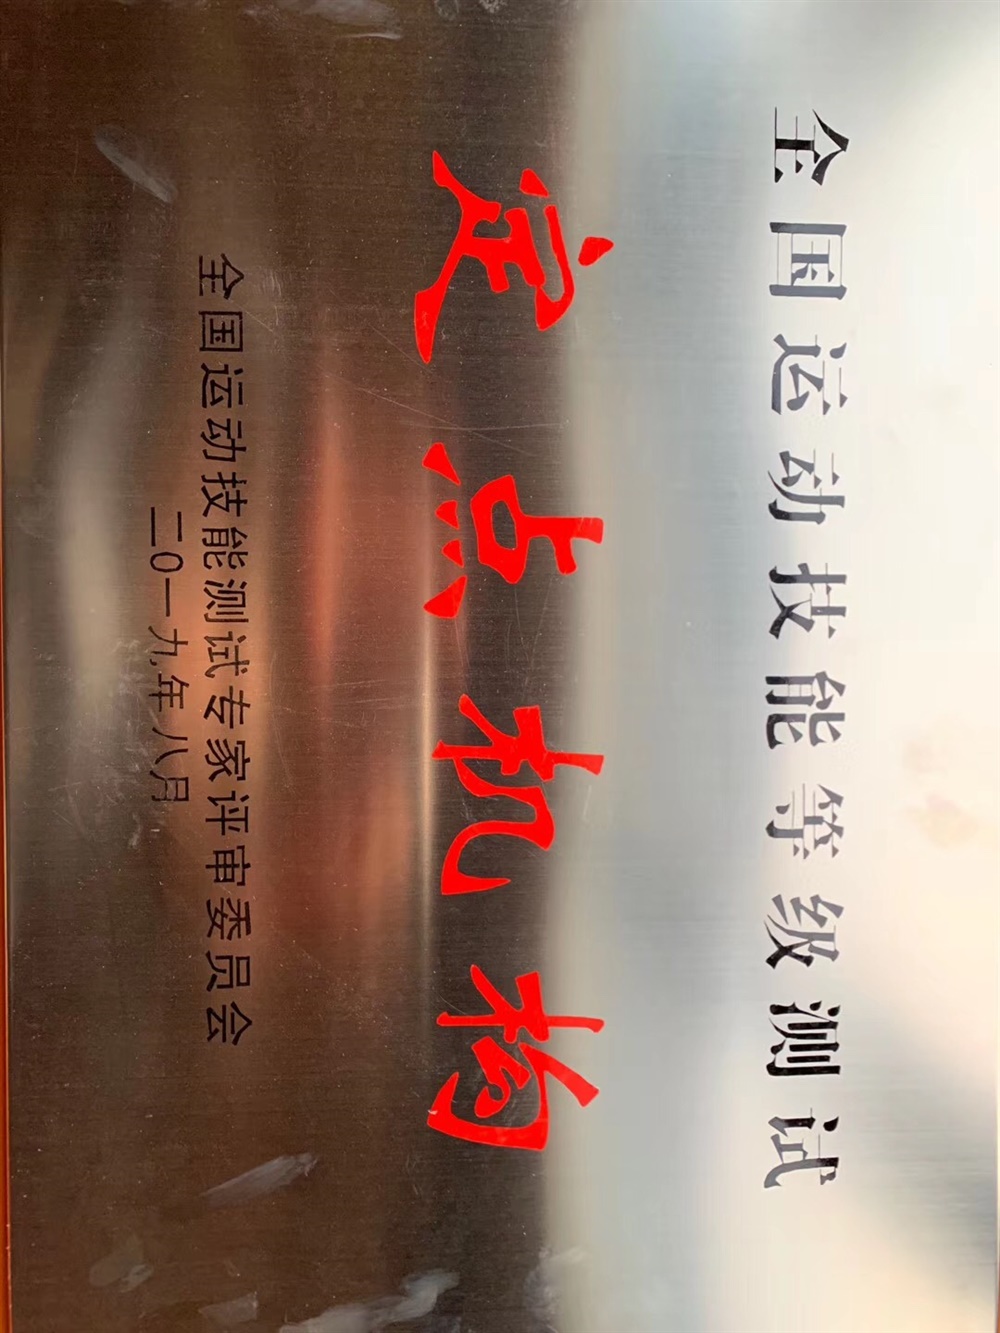 全国运动技能等级测试
定点机构
全国运动技能测试专家评审委员会
二0一九年八月